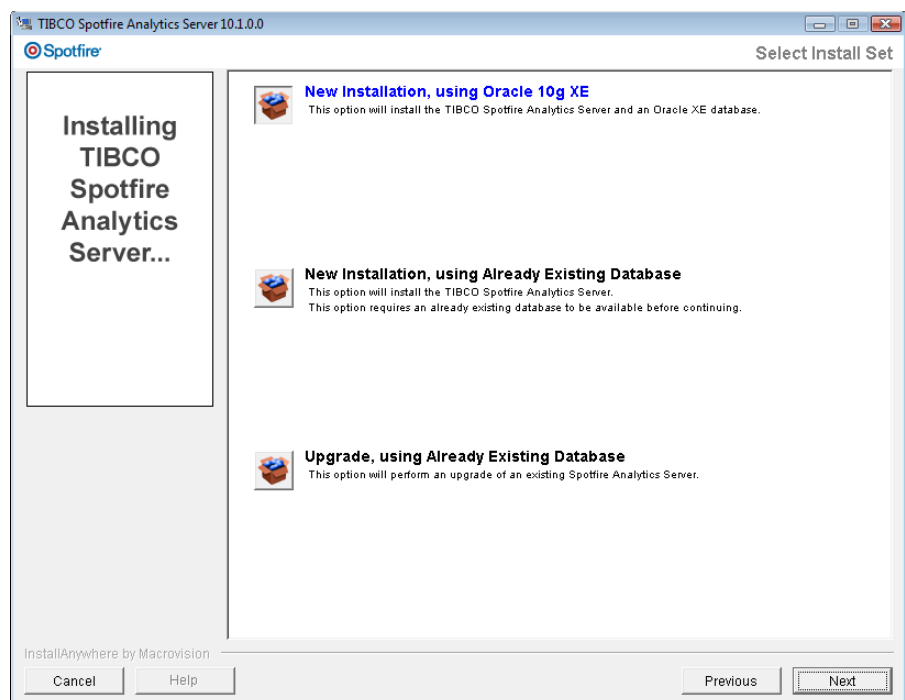 TIBCO Spotfire Analytics Server 10.1.0.0
Spotfire
Select Install Set
Installing
TIBCO
Spotfire
Analytics
Server...
New Installation, using Oracle 10g XE
This option will install the TIBCO Spotfire Analytics Server and an Oracle XE database.
New Installation, using Already Existing Database
This option will install the TIBCO Spotfire Analytics Server.
This option requires an already existing database to be available before continuing.
Upgrade, using Already Existing Database
This option will perform an upgrade of an existing Spotfire Analytics Server.
InstallAnywhere by Macrovision
Cancel Help Previous Next